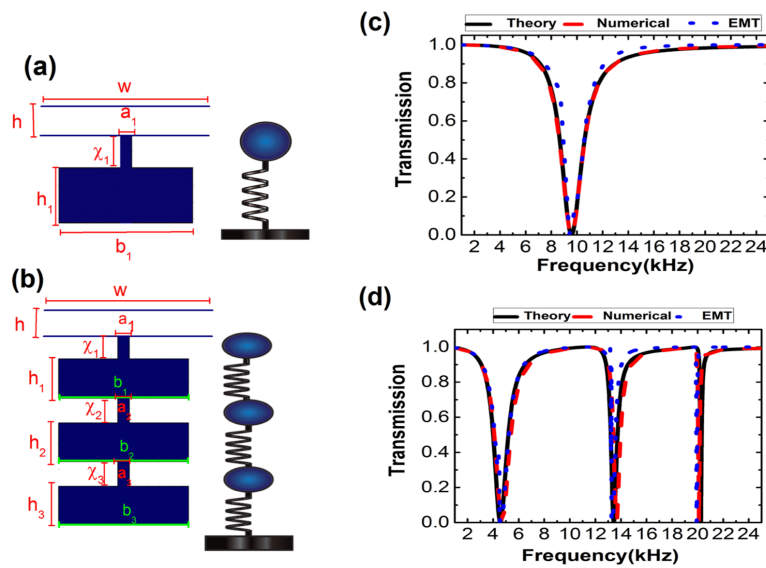 (a)
w
h
a₁
χ₁
h₁
b₁
(b)
w
h
a₁
χ₁
h₁
b₁
χ₂
a₂
h₂
b₂
χ₃
h₃
b₃
(c)
Theory Numerical EMT
Transmission
1.0
0.8
0.6
0.4
0.2
0.0
2 4 6 8 10 12 14 16 18 20 22 24
Frequency(kHz)
(d)
Theory Numerical EMT
Transmission
1.0
0.8
0.6
0.4
0.2
0.0
2 4 6 8 10 12 14 16 18 20 22 24
Frequency(kHz)